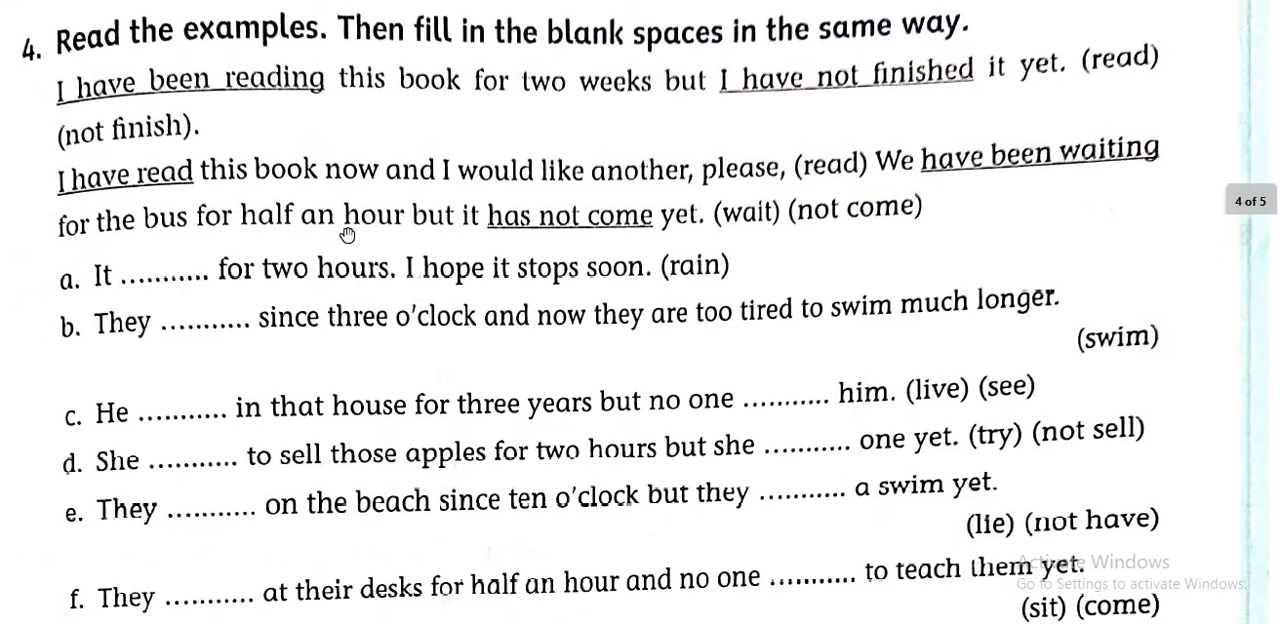 4. Read the examples. Then fill in the blank spaces in the same way.
I have been reading this book for two weeks but I have not finished it yet. (read)
(not finish).
I have read this book now and I would like another, please, (read) We have been waiting
for the bus for half an hour but it has not come yet. (wait) (not come)
4 of 5
a. It ........... for two hours. I hope it stops soon. (rain)
b. They ........... since three o'clock and now they are too tired to swim much longer.
(swim)
c. He ........... in that house for three years but no one ........... him. (live) (see)
d. She ........... to sell those apples for two hours but she ........... one yet. (try) (not sell)
e. They ........... on the beach since ten o'clock but they ........... a swim yet.
(lie) (not have)
f. They ........... at their desks for half an hour and no one ........... to teach them yet.
(sit) (come)
Activate Windows
Go to Settings to activate Windows.